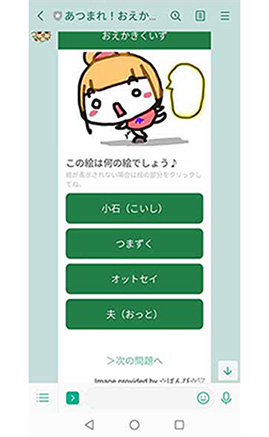 あつまれ！おえか...
おえかきくいず
この絵は何の絵でしょう♪
絵が表示されない場合は絵の部分をクリックしてね。
小石（こいし）
つまずく
オットセイ
夫（おっと）
＞次の問題へ
Image provided by